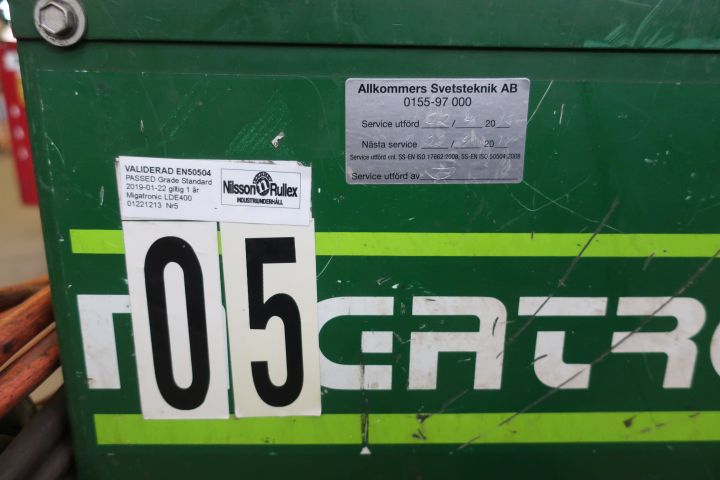 Allkommers Svetsteknik AB
0155-97 000
Service utförd / 20
Nästa service / 20
Service utförd enl. SS-EN ISO 17662:2008, SS-EN ISO 50504:2008
Service utförd av
VALIDERAD EN50504
PASSED Grade Standard
2019-01-22 giltig 1 år
Migatronic LDE400
01221213 Nr5
Nilsson Rullex
INDUSTRIUNDERHÅLL
05